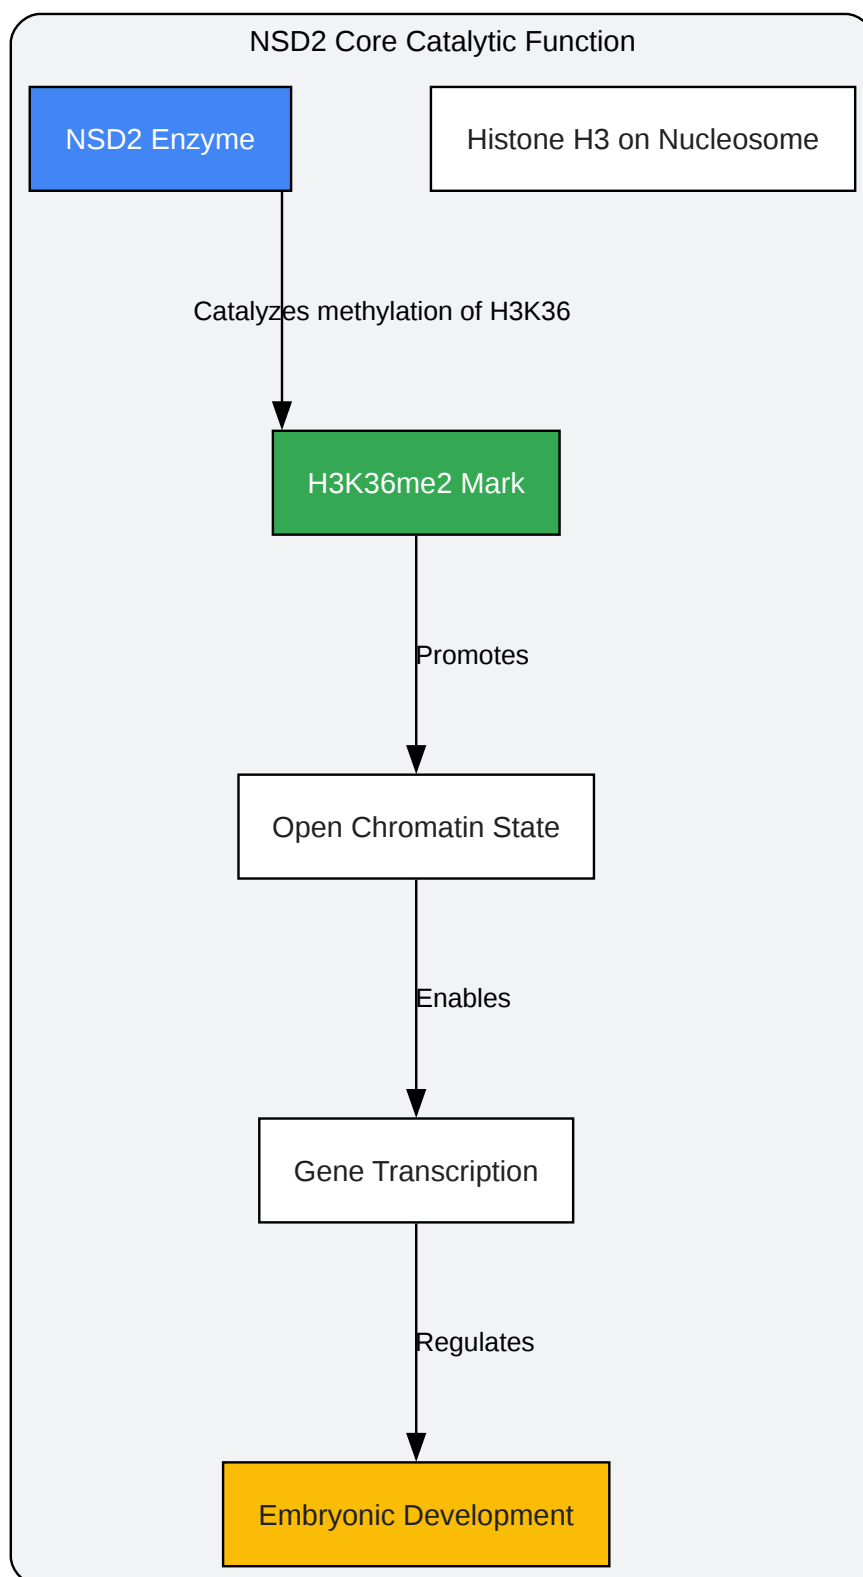 NSD2 Core Catalytic Function
NSD2 Enzyme
Histone H3 on Nucleosome
Catalyzes methylation of H3K36
H3K36me2 Mark
Promotes
Open Chromatin State
Enables
Gene Transcription
Regulates
Embryonic Development